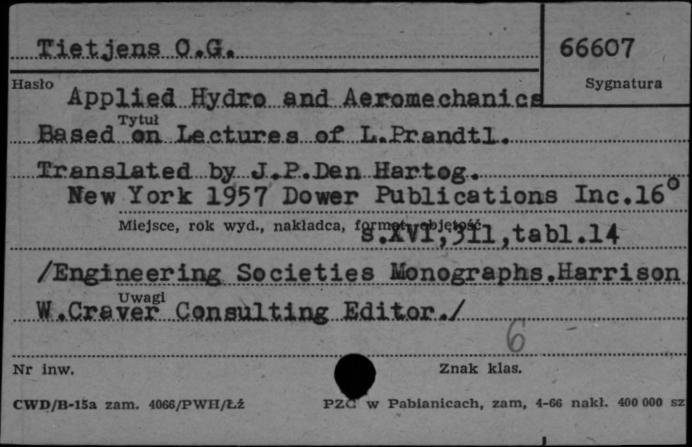 Tietjens O.G.
66607
Hasło
Sygnatura
Applied Hydro and Aeromechanics
Tytuł
Based on Lectures of L.Prandtl.
Translated by J.P.Den Hartog.
New York 1957 Dower Publications Inc.16°
Miejsce, rok wyd., nakładca, format, objętość
s.XVI,311,tabl.14
/Engineering Societies Monographs.Harrison
Uwagi
W.Craver Consulting Editor./
6
Nr inw.
Znak klas.
CWD/B-15a zam. 4066/PWH/Łź
PZG w Pabianicach, zam, 4-66 nakł. 400 000 sz